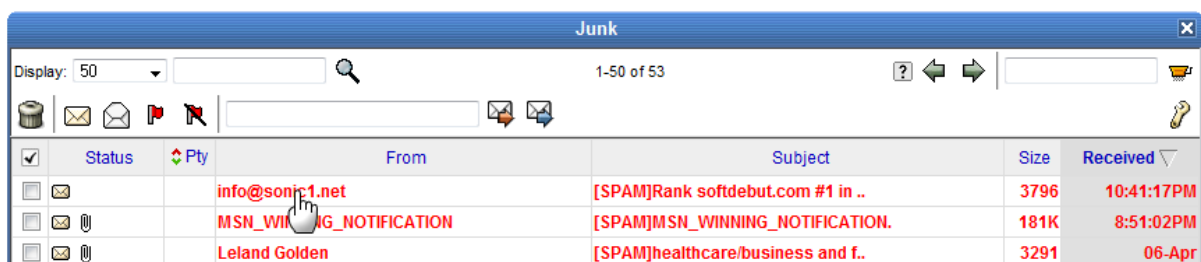 Junk
Display: 50 1-50 of 53 ?
Status Pty From Subject Size Received
info@sonic1.net [SPAM]Rank softdebut.com #1 in .. 3796 10:41:17PM
MSN_WINNING_NOTIFICATION [SPAM]MSN_WINNING_NOTIFICATION. 181K 8:51:02PM
Leland Golden [SPAM]healthcare/business and f.. 3291 06-Apr